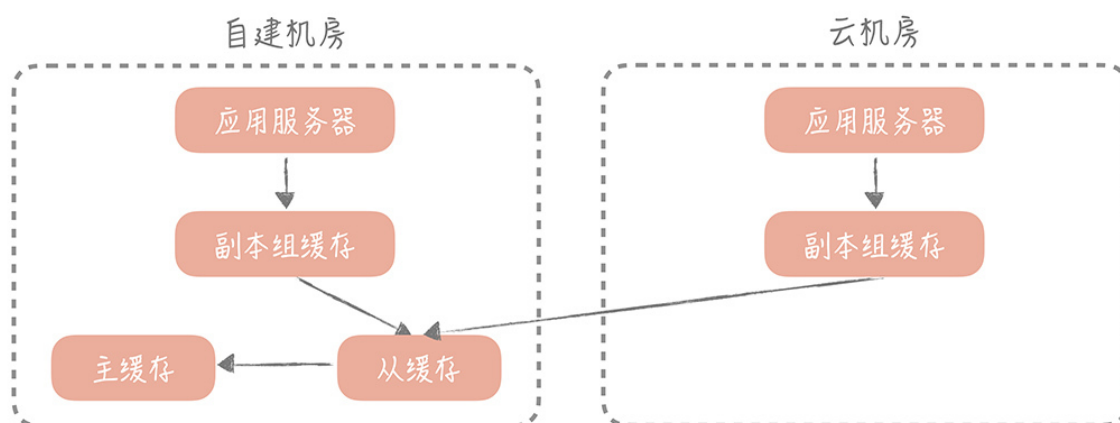 自建机房
云机房
应用服务器
应用服务器
副本组缓存
副本组缓存
主缓存
从缓存